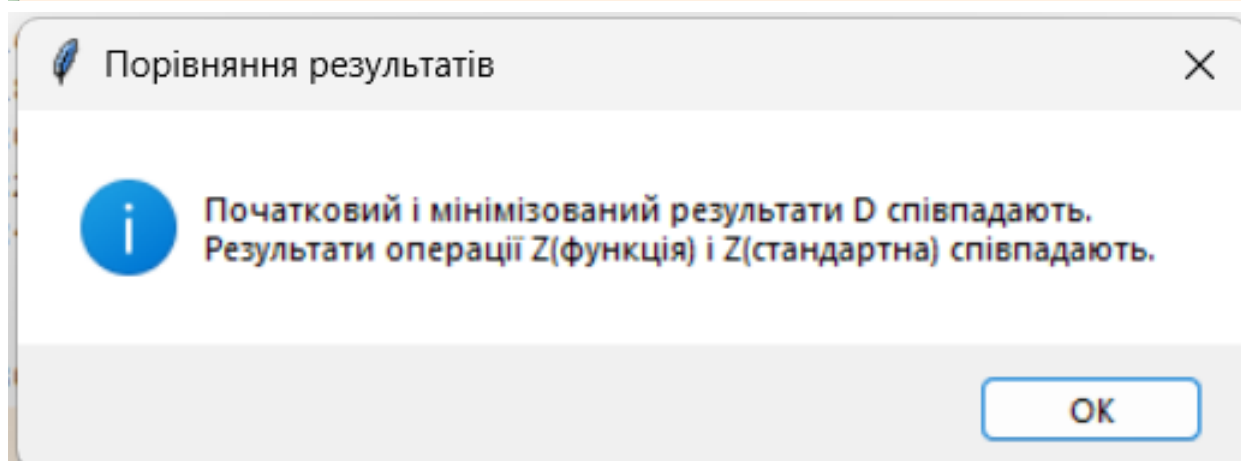 Порівняння результатів
Початковий і мінімізований результати D співпадають.
Результати операції Z(функція) і Z(стандартна) співпадають.
OK